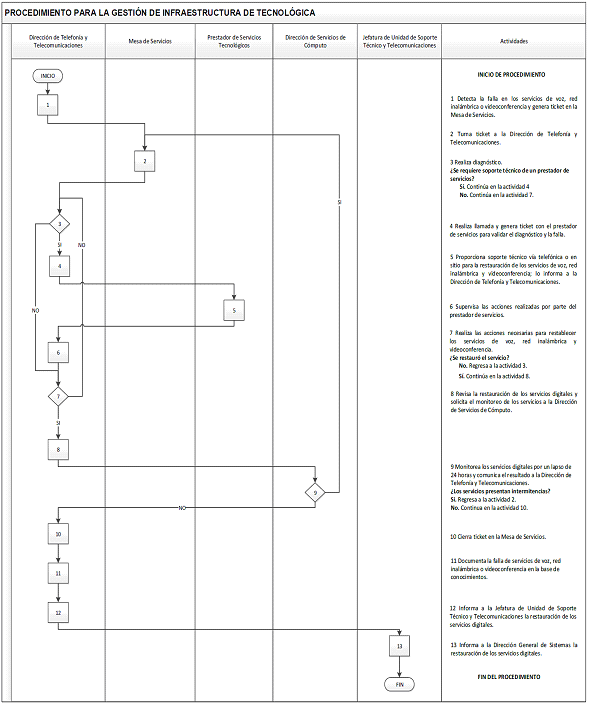 PROCEDIMIENTO PARA LA GESTIÓN DE INFRAESTRUCTURA DE TECNOLÓGICA
Dirección de Telefonía y
Telecomunicaciones
Mesa de Servicios
Prestador de Servicios
Tecnológicos
Dirección de Servicios de
Cómputo
Jefatura de Unidad de Soporte
Técnico y Telecomunicaciones
Actividades
INICIO
1
2
3
SI
NO
4
5
NO
6
7
SI
8
SI
9
NO
10
11
12
13
FIN
INICIO DE PROCEDIMIENTO
1 Detecta la falla en los servicios de voz, red
inalámbrica o videoconferencia y genera ticket en la
Mesa de Servicios.
2 Turna ticket a la Dirección de Telefonía y
Telecomunicaciones.
3 Realiza diagnóstico.
¿Se requiere soporte técnico de un prestador de
servicios?
Sí. Continúa en la actividad 4
No. Continúa en la actividad 7.
4 Realiza llamada y genera ticket con el prestador
de servicios para validar el diagnóstico y la falla.
5 Proporciona soporte técnico vía telefónica o en
sitio para la restauración de los servicios de voz, red
inalámbrica y videoconferencia; lo informa a la
Dirección de Telefonía y Telecomunicaciones.
6 Supervisa las acciones realizadas por parte del
prestador de servicios.
7 Realiza las acciones necesarias para restablecer
los servicios de voz, red inalámbrica y
videoconferencia.
¿Se restauró el servicio?
No. Regresa a la actividad 3.
Sí. Continúa en la actividad 8.
8 Revisa la restauración de los servicios digitales y
solicita el monitoreo de los servicios a la Dirección
de Servicios de Cómputo.
9 Monitorea los servicios digitales por un lapso de
24 horas y comunica el resultado a la Dirección de
Telefonía y Telecomunicaciones.
¿Los servicios presentan intermitencias?
Sí. Regresa a la actividad 2.
No. Continua en la actividad 10.
10 Cierra ticket en la Mesa de Servicios.
11 Documenta la falla de servicios de voz, red
inalámbrica o videoconferencia en la base de
conocimientos.
12 Informa a la Jefatura de Unidad de Soporte
Técnico y Telecomunicaciones la restauración de los
servicios digitales.
13 Informa a la Dirección General de Sistemas la
restauración de los servicios digitales.
FIN DEL PROCEDIMIENTO